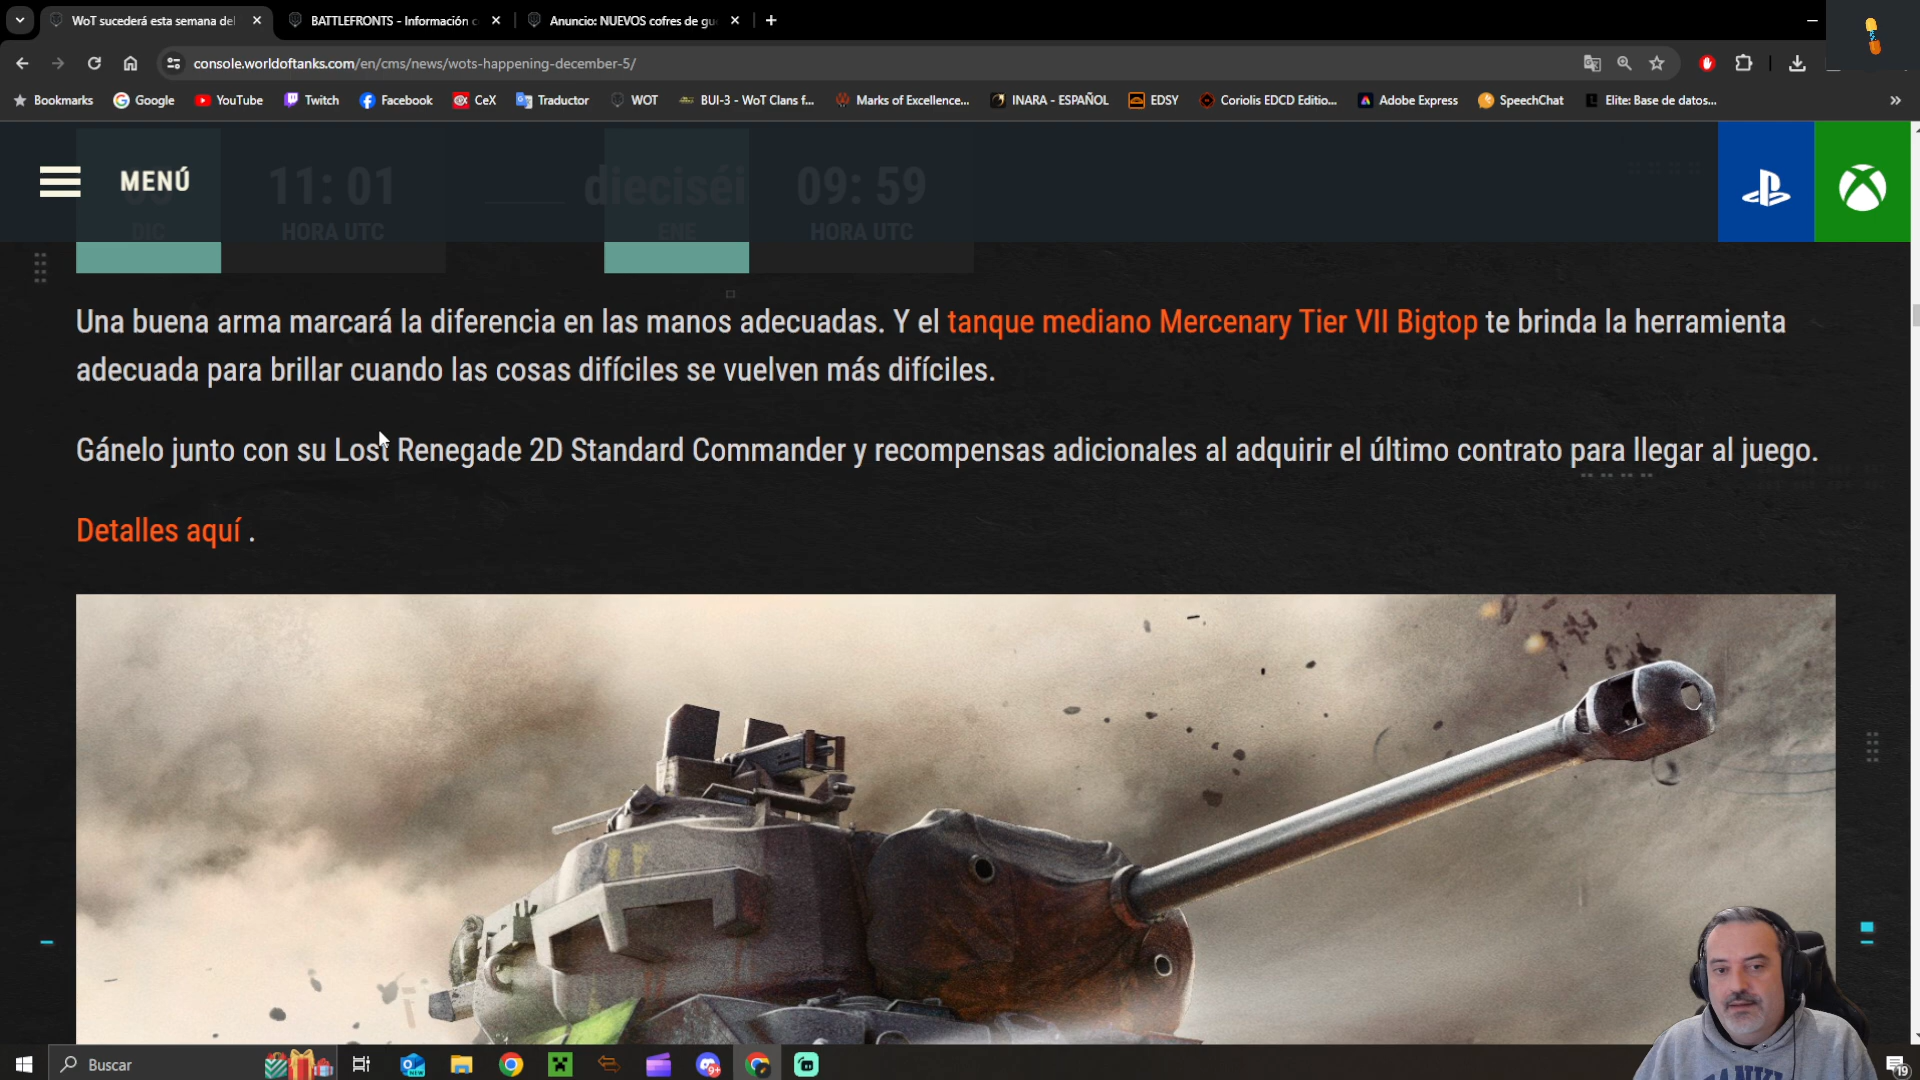 WoT sucederá esta semana del
BATTLEFRONTS - Información c
Anuncio: NUEVOS cofres de gu
console.worldoftanks.com/en/cms/news/wots-happening-december-5/
Bookmarks
Google
YouTube
Twitch
Facebook
CeX
Traductor
WOT
BUI-3 - WoT Clans f...
Marks of Excellence...
INARA - ESPAÑOL
EDSY
Coriolis EDCD Editio...
Adobe Express
SpeechChat
Elite: Base de datos...
MENÚ
11: 01
dieciséi
09: 59
DIC
HORA UTC
ENE
HORA UTC
Una buena arma marcará la diferencia en las manos adecuadas. Y el tanque mediano Mercenary Tier VII Bigtop te brinda la herramienta
adecuada para brillar cuando las cosas difíciles se vuelven más difíciles.
Gánelo junto con su Lost Renegade 2D Standard Commander y recompensas adicionales al adquirir el último contrato para llegar al juego.
Detalles aquí .
Buscar
NEW
9+
19